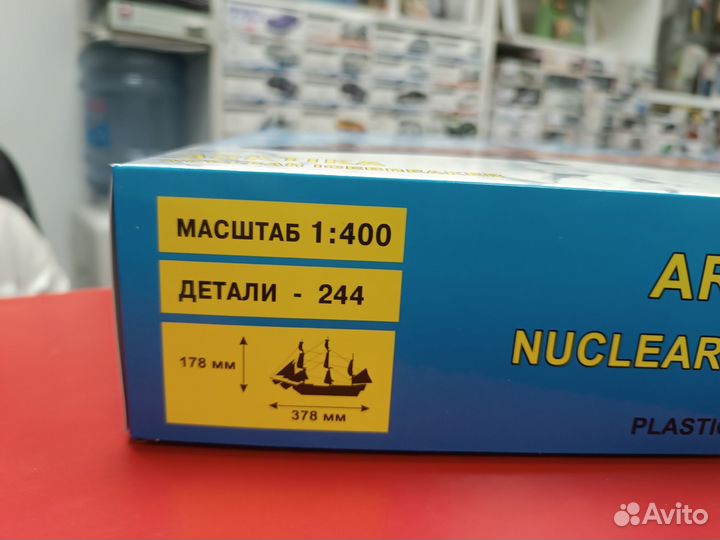 МАСШТАБ 1:400
ДЕТАЛИ - 244
178 мм
378 мм
AR
NUCLEAR
PLASTIC
Avito